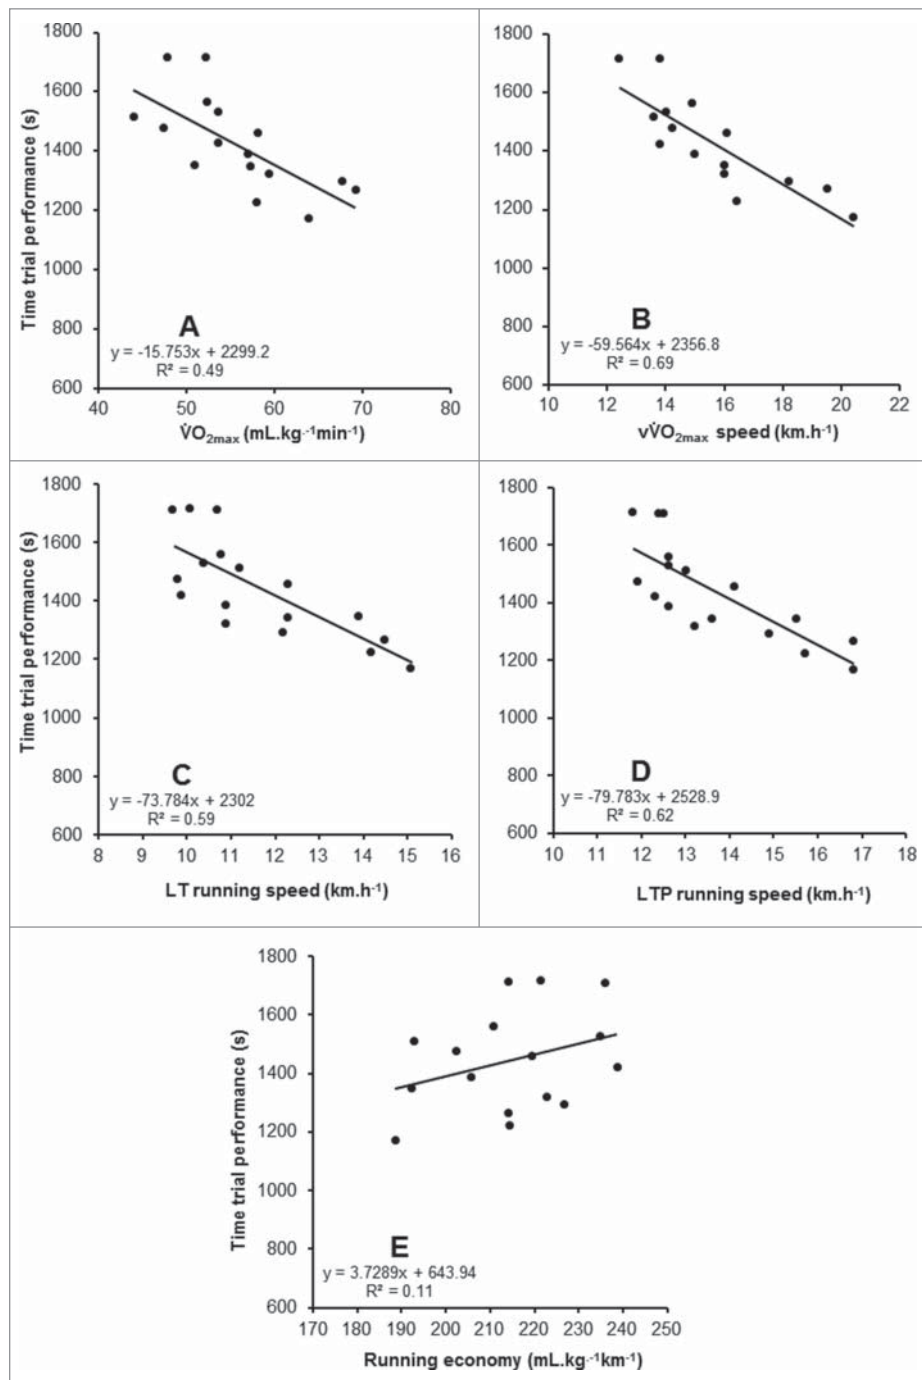 1800
1600
1400
1200
1000
800
600
Time trial performance (s)
A
y = -15.753x + 2299.2
R² = 0.49
40 50 60 70 80
V̇O₂max (mL.kg⁻¹min⁻¹)
1800
1600
1400
1200
1000
800
600
B
y = -59.564x + 2356.8
R² = 0.69
10 12 14 16 18 20 22
vV̇O₂max speed (km.h⁻¹)
1800
1600
1400
1200
1000
800
600
Time trial performance (s)
C
y = -73.784x + 2302
R² = 0.59
8 9 10 11 12 13 14 15 16
LT running speed (km.h⁻¹)
1800
1600
1400
1200
1000
800
600
D
y = -79.783x + 2528.9
R² = 0.62
10 11 12 13 14 15 16 17 18
LTP running speed (km.h⁻¹)
1800
1600
1400
1200
1000
800
600
Time trial performance (s)
E
y = 3.7289x + 643.94
R² = 0.11
170 180 190 200 210 220 230 240 250
Running economy (mL.kg⁻¹km⁻¹)